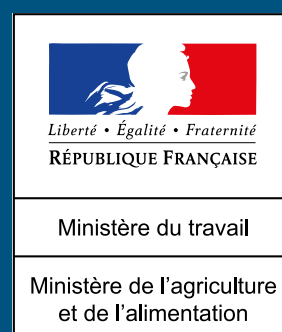 Liberté • Égalité • Fraternité
RÉPUBLIQUE FRANÇAISE
Ministère du travail
Ministère de l'agriculture
et de l'alimentation